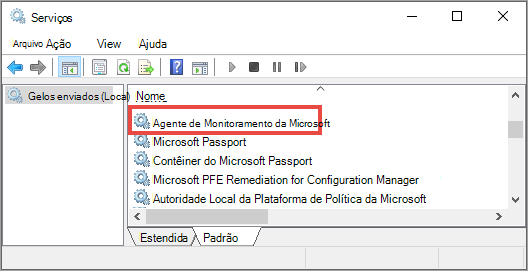 Serviços
Arquivo Ação View Ajuda
Gelos enviados (Local)
Nome
Agente de Monitoramento da Microsoft
Microsoft Passport
Contêiner do Microsoft Passport
Microsoft PFE Remediation for Configuration Manager
Autoridade Local da Plataforma de Política da Microsoft
Estendida Padrão